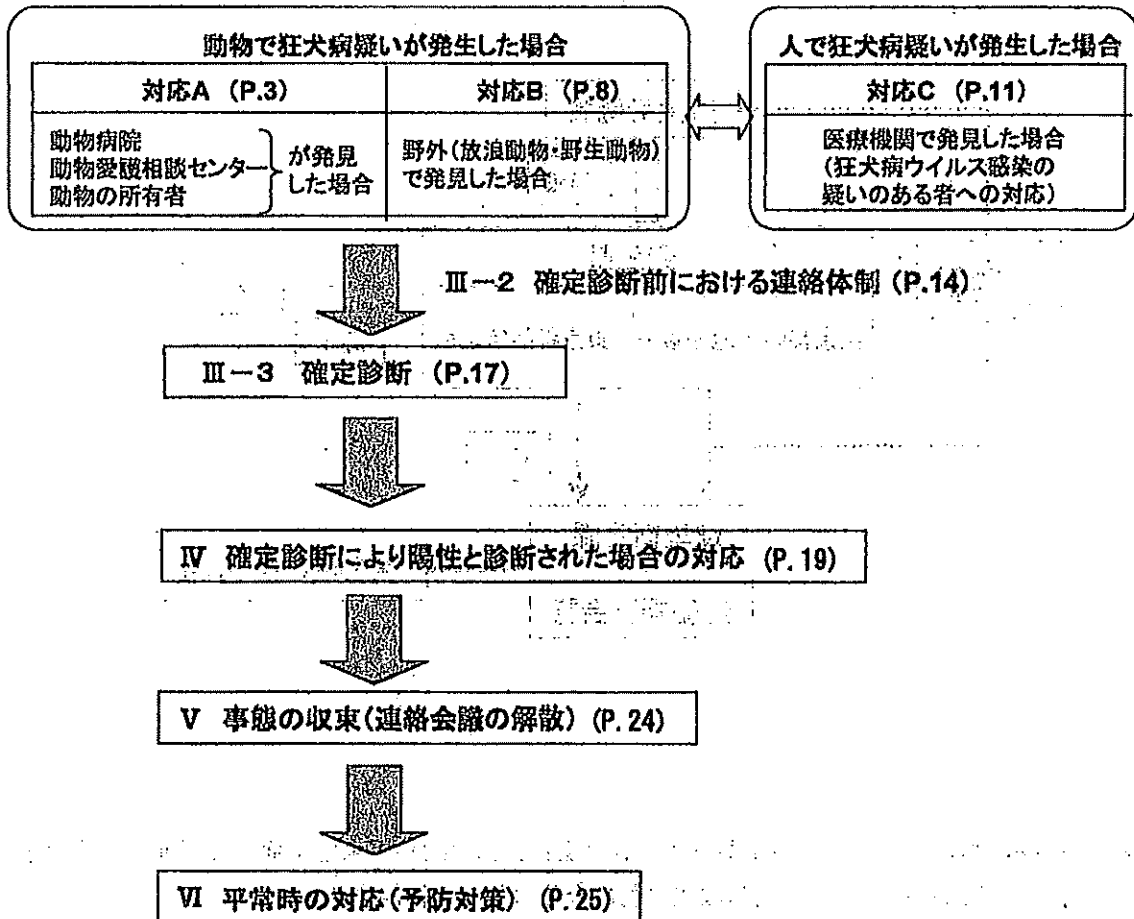 動物で狂犬病疑いが発生した場合
対応A (P.3)
対応B (P.8)
動物病院
動物愛護相談センター
動物の所有者
が発見
した場合
野外(放浪動物・野生動物)
で発見した場合
人で狂犬病疑いが発生した場合
対応C (P.11)
医療機関で発見した場合
(狂犬病ウイルス感染の
疑いのある者への対応)
Ⅲ－2 確定診断前における連絡体制 (P.14)
Ⅲ－3 確定診断 (P.17)
Ⅳ 確定診断により陽性と診断された場合の対応 (P. 19)
Ⅴ 事態の収束(連絡会議の解散) (P. 24)
Ⅵ 平常時の対応(予防対策) (P. 25)